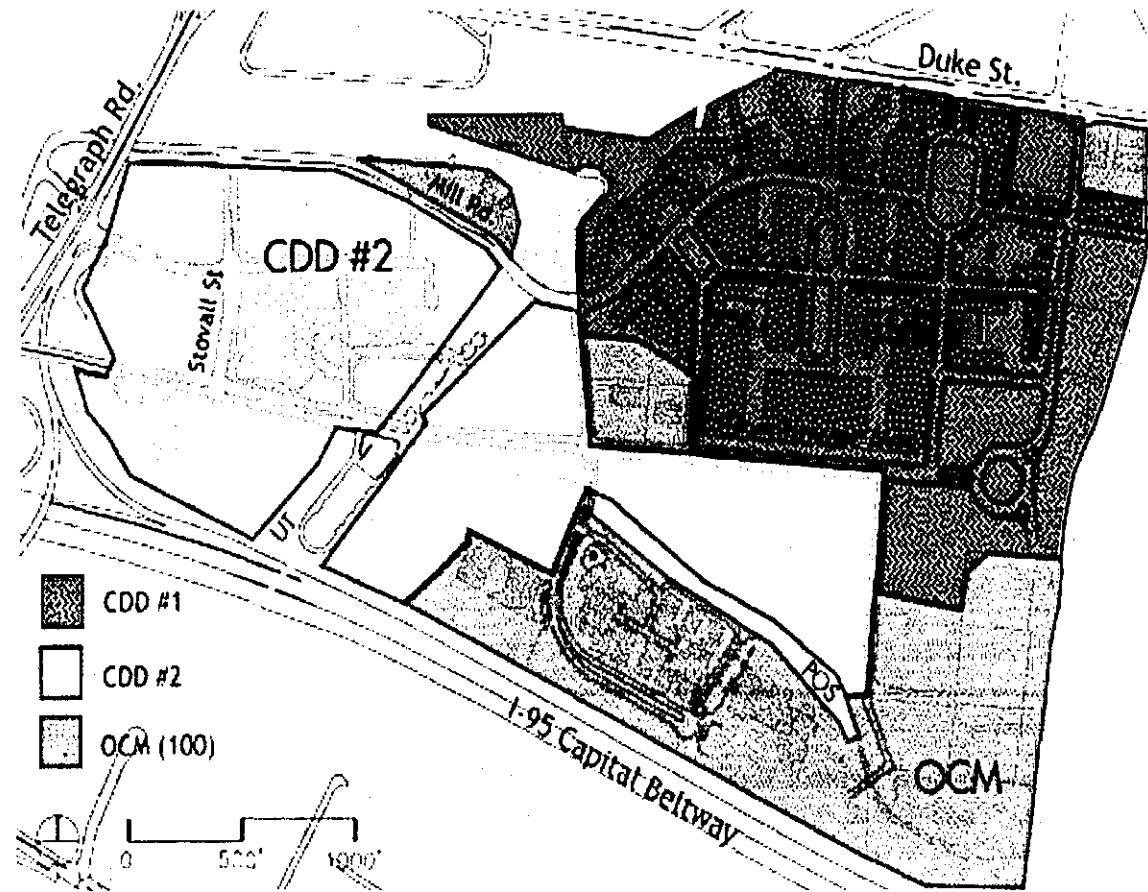 Duke St.
Telegraph Rd.
Mill Rd.
CDD #2
Stovall St
UT
POS
I-95 Capital Beltway
OCM
CDD #1
CDD #2
OCM (100)
0 500' 1000'